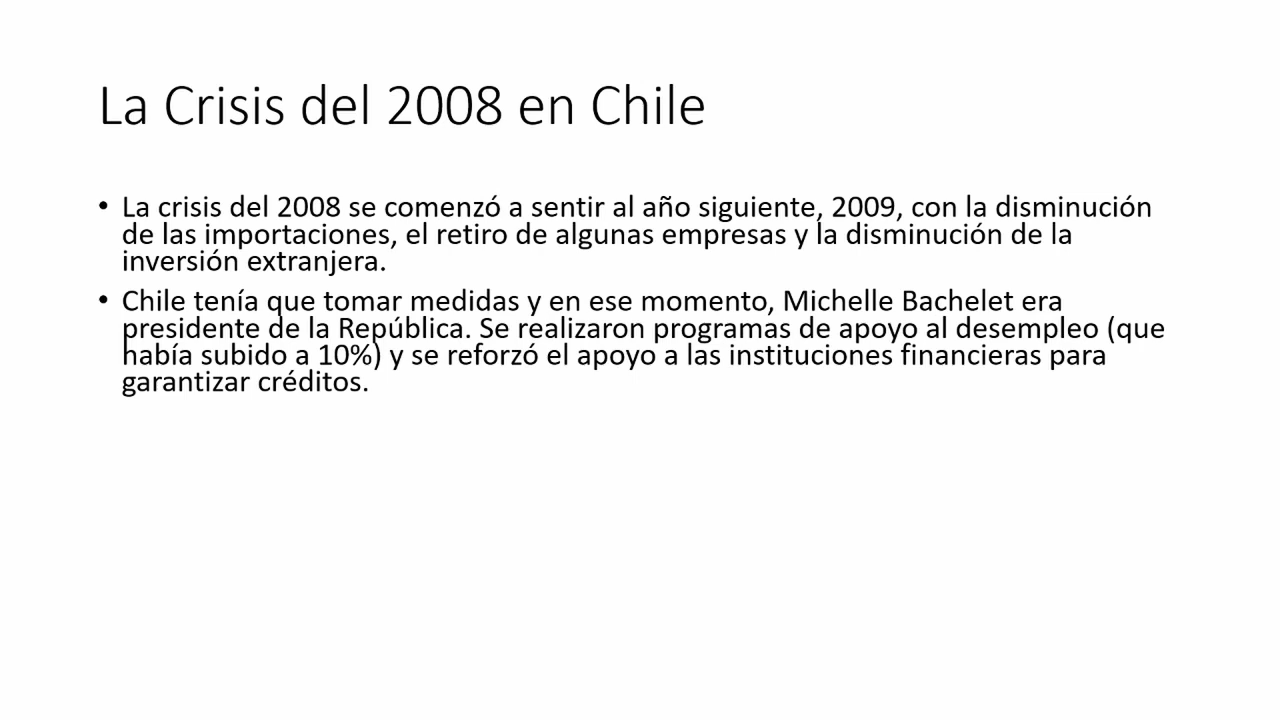 La Crisis del 2008 en Chile
• La crisis del 2008 se comenzó a sentir al año siguiente, 2009, con la disminución
de las importaciones, el retiro de algunas empresas y la disminución de la
inversión extranjera.
• Chile tenía que tomar medidas y en ese momento, Michelle Bachelet era
presidente de la República. Se realizaron programas de apoyo al desempleo (que
había subido a 10%) y se reforzó el apoyo a las instituciones financieras para
garantizar créditos.